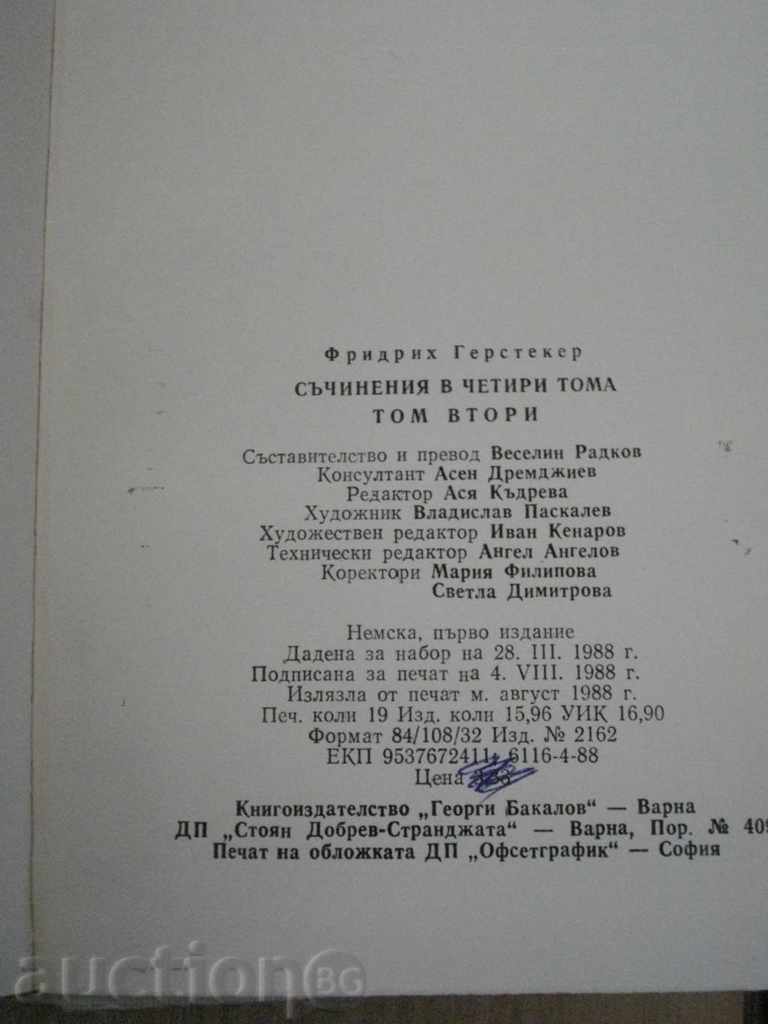 Фридрих Герстекер
СЪЧИНЕНИЯ В ЧЕТИРИ ТОМА
ТОМ ВТОРИ
Съставителство и превод Веселин Радков
Консултант Асен Дремджиев
Редактор Ася Къдрева
Художник Владислав Паскалев
Художествен редактор Иван Кенаров
Технически редактор Ангел Ангелов
Коректори Мария Филипова
Светла Димитрова
Немска, първо издание
Дадена за набор на 28. III. 1988 г.
Подписана за печат на 4. VIII. 1988 г.
Излязла от печат м. август 1988 г.
Печ. коли 19 Изд. коли 15,96 УИК 16,90
Формат 84/108/32 Изд. № 2162
ЕКП 9537672411; 6116-4-88
Цена
Книгоиздателство „Георги Бакалов“ — Варна
ДП „Стоян Добрев-Странджата“ — Варна, Пор. № 409
Печат на обложката ДП „Офсетграфик“ — София
auctionBG